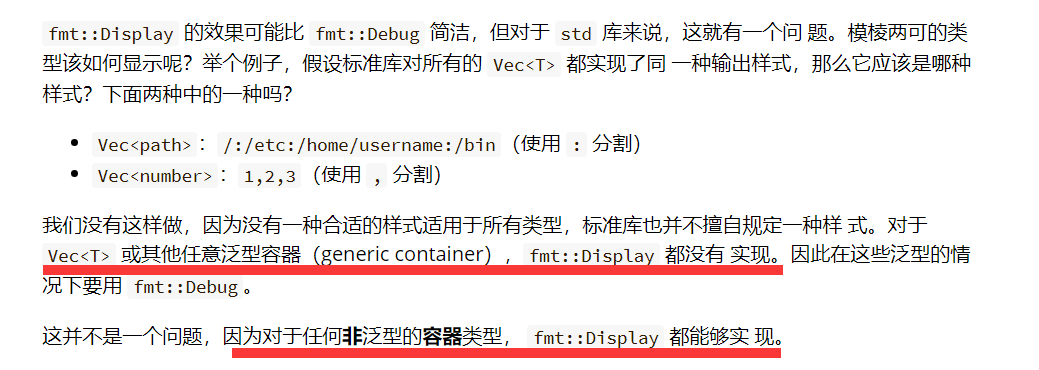 fmt::Display 的效果可能比 fmt::Debug 简洁，但对于 std 库来说，这就有一个问 题。模棱两可的类
型该如何显示呢？举个例子，假设标准库对所有的 Vec<T> 都实现了同 一种输出样式，那么它应该是哪种
样式？下面两种中的一种吗？
• Vec<path>： /:/etc:/home/username:/bin（使用 : 分割）
• Vec<number>： 1,2,3（使用 , 分割）
我们没有这样做，因为没有一种合适的样式适用于所有类型，标准库也并不擅自规定一种样 式。对于
Vec<T> 或其他任意泛型容器（generic container），fmt::Display 都没有 实现。因此在这些泛型的情
况下要用 fmt::Debug。
这并不是一个问题，因为对于任何非泛型的容器类型， fmt::Display 都能够实 现。